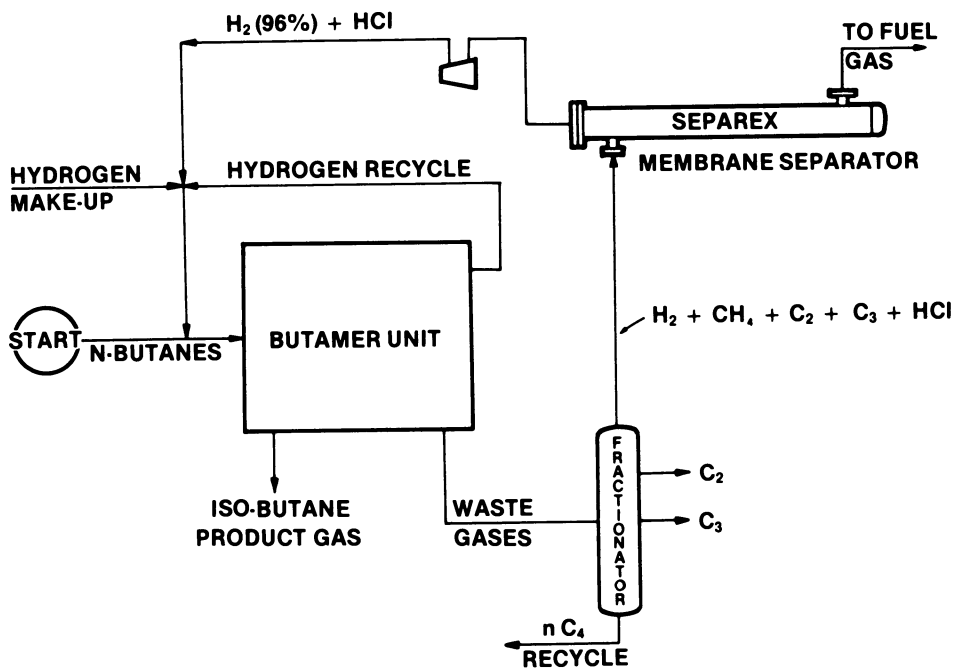 H₂ (96%) + HCl
TO FUEL
GAS
SEPAREX
MEMBRANE SEPARATOR
HYDROGEN
MAKE-UP
HYDROGEN RECYCLE
START
N-BUTANES
BUTAMER UNIT
H₂ + CH₄ + C₂ + C₃ + HCl
FRACTIONATOR
C₂
C₃
ISO-BUTANE
PRODUCT GAS
WASTE
GASES
n C₄
RECYCLE